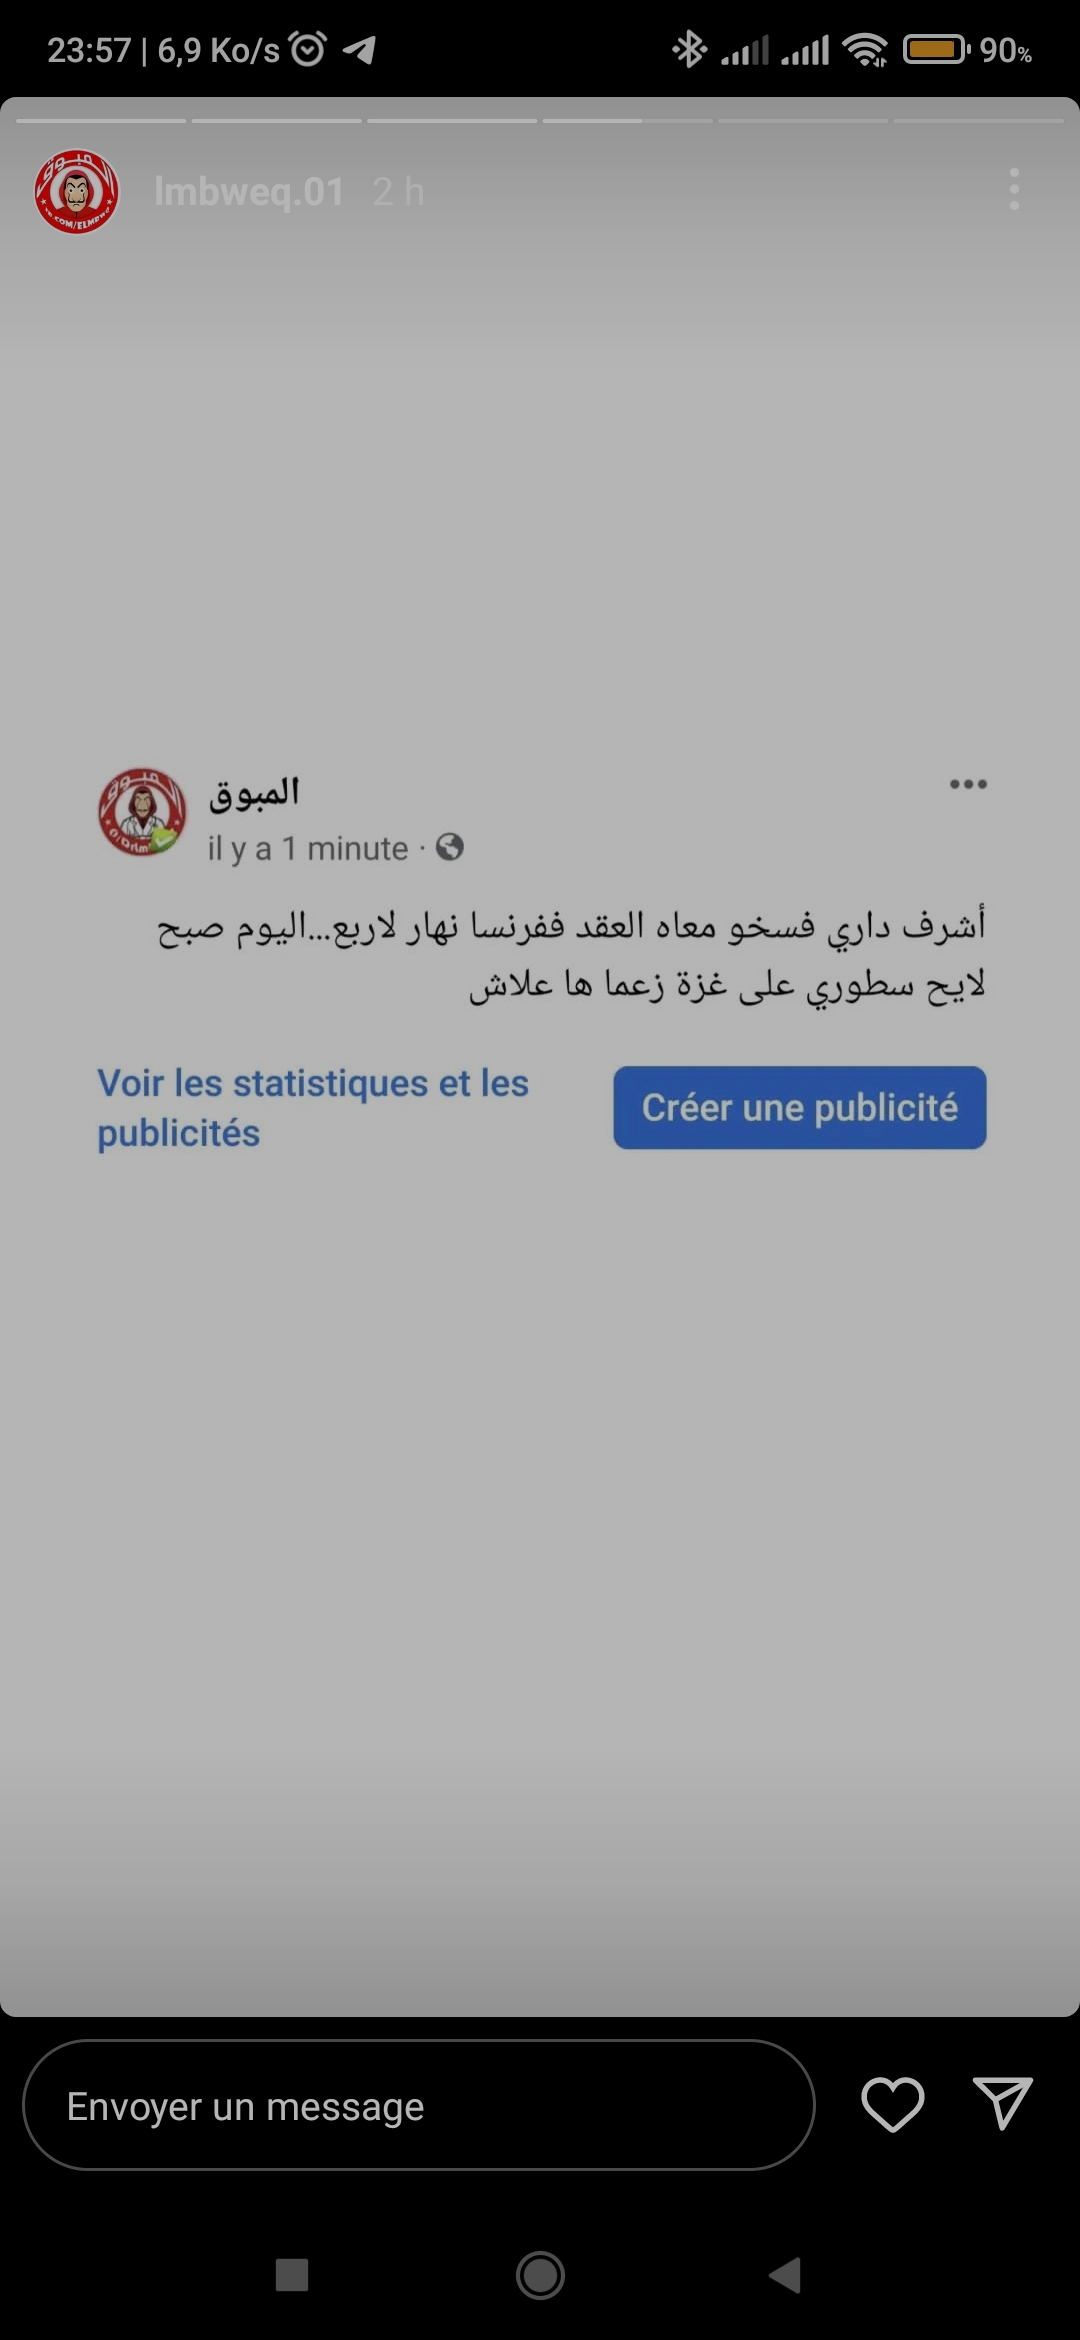 23:57 | 6,9 Ko/s
90%
lmbweq.01 2 h
المبوق
il y a 1 minute ·
أشرف داري فسخو معاه العقد ففرنسا نهار لاربع...اليوم صبح
لايح سطوري على غزة زعما ها علاش
Voir les statistiques et les
publicités
Créer une publicité
Envoyer un message